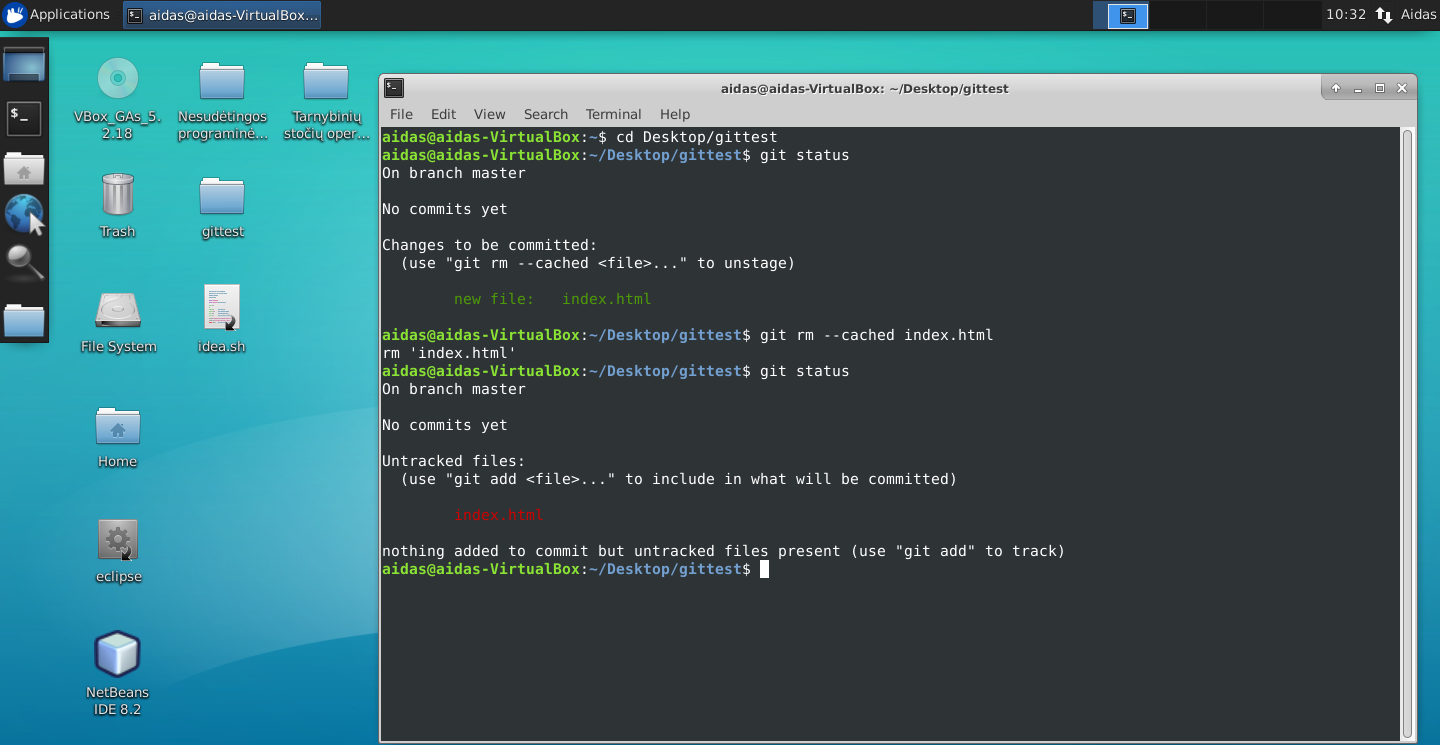 Applications
aidas@aidas-VirtualBox...
10:32
Aidas
VBox_GAs_5.
2.18
Nesudėtingos
programinė...
Tarnybinių
stočių oper...
Trash
gittest
File System
idea.sh
Home
eclipse
NetBeans
IDE 8.2
aidas@aidas-VirtualBox: ~/Desktop/gittest
File Edit View Search Terminal Help
aidas@aidas-VirtualBox:~$ cd Desktop/gittest
aidas@aidas-VirtualBox:~/Desktop/gittest$ git status
On branch master
No commits yet
Changes to be committed:
  (use "git rm --cached <file>..." to unstage)
        new file:   index.html
aidas@aidas-VirtualBox:~/Desktop/gittest$ git rm --cached index.html
rm 'index.html'
aidas@aidas-VirtualBox:~/Desktop/gittest$ git status
On branch master
No commits yet
Untracked files:
  (use "git add <file>..." to include in what will be committed)
        index.html
nothing added to commit but untracked files present (use "git add" to track)
aidas@aidas-VirtualBox:~/Desktop/gittest$